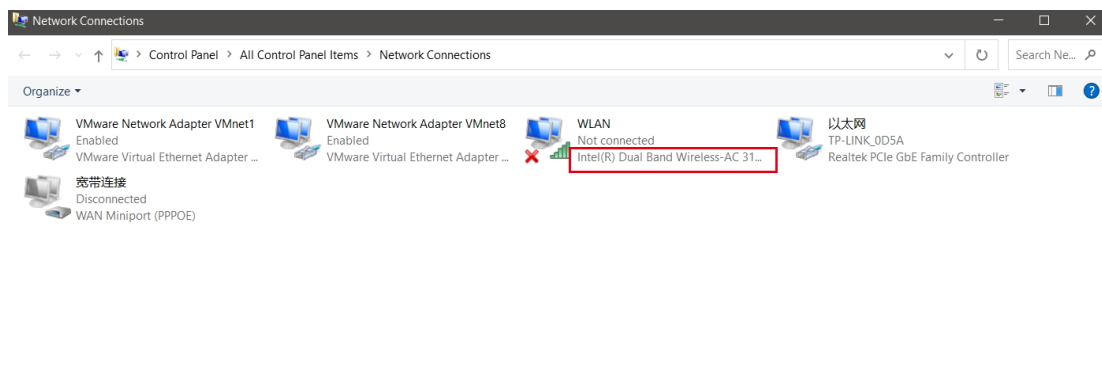 Network Connections
Control Panel > All Control Panel Items > Network Connections
Search Ne...
Organize
VMware Network Adapter VMnet1
Enabled
VMware Virtual Ethernet Adapter ...
VMware Network Adapter VMnet8
Enabled
VMware Virtual Ethernet Adapter ...
WLAN
Not connected
Intel(R) Dual Band Wireless-AC 31...
以太网
TP-LINK_0D5A
Realtek PCIe GbE Family Controller
宽带连接
Disconnected
WAN Miniport (PPPOE)